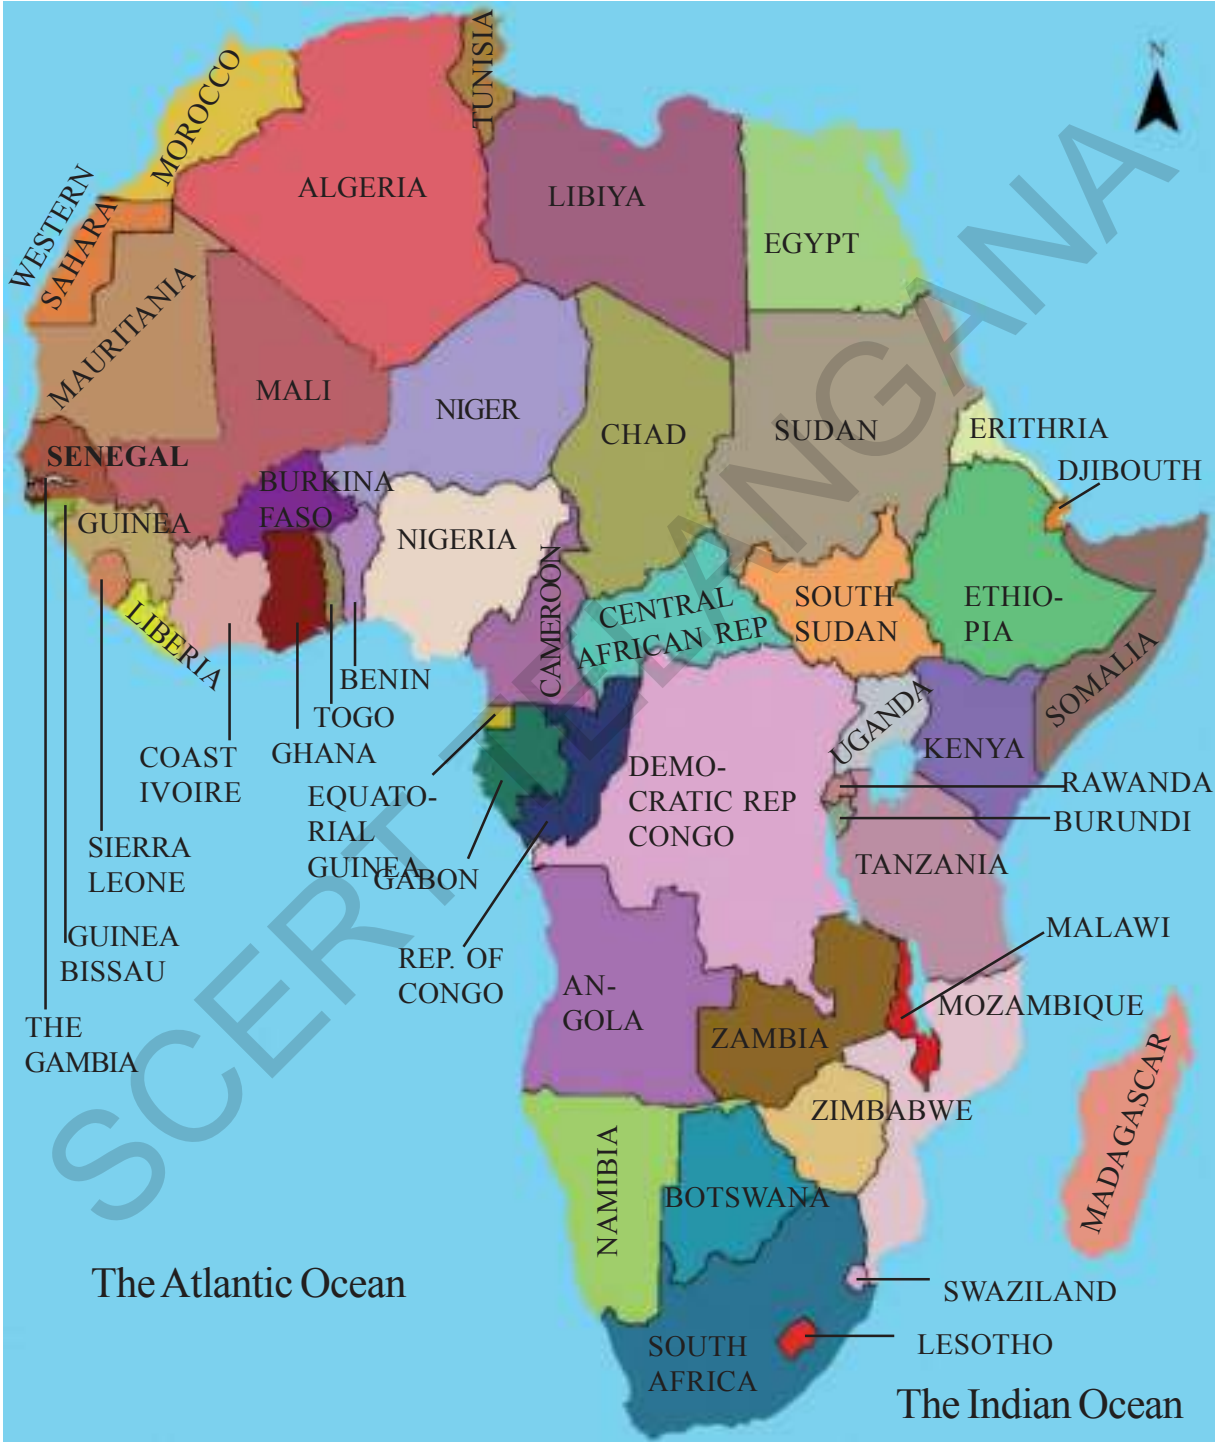 N
TUNISIA
MOROCCO
ALGERIA
LIBIYA
EGYPT
WESTERN
SAHARA
MAURITANIA
MALI
NIGER
CHAD
SUDAN
ERITHRIA
DJIBOUTH
SENEGAL
BURKINA
FASO
GUINEA
NIGERIA
CAMEROON
CENTRAL
AFRICAN REP
SOUTH
SUDAN
ETHIO-
PIA
SOMALIA
LIBERIA
BENIN
TOGO
GHANA
COAST
IVOIRE
UGANDA
KENYA
RAWANDA
BURUNDI
EQUATO-
RIAL
GUINEA
GABON
DEMO-
CRATIC REP
CONGO
TANZANIA
SIERRA
LEONE
GUINEA
BISSAU
REP. OF
CONGO
MALAWI
THE
GAMBIA
AN-
GOLA
ZAMBIA
MOZAMBIQUE
ZIMBABWE
MADAGASCAR
NAMIBIA
BOTSWANA
The Atlantic Ocean
SWAZILAND
LESOTHO
SOUTH
AFRICA
The Indian Ocean
SCERT TELANGANA